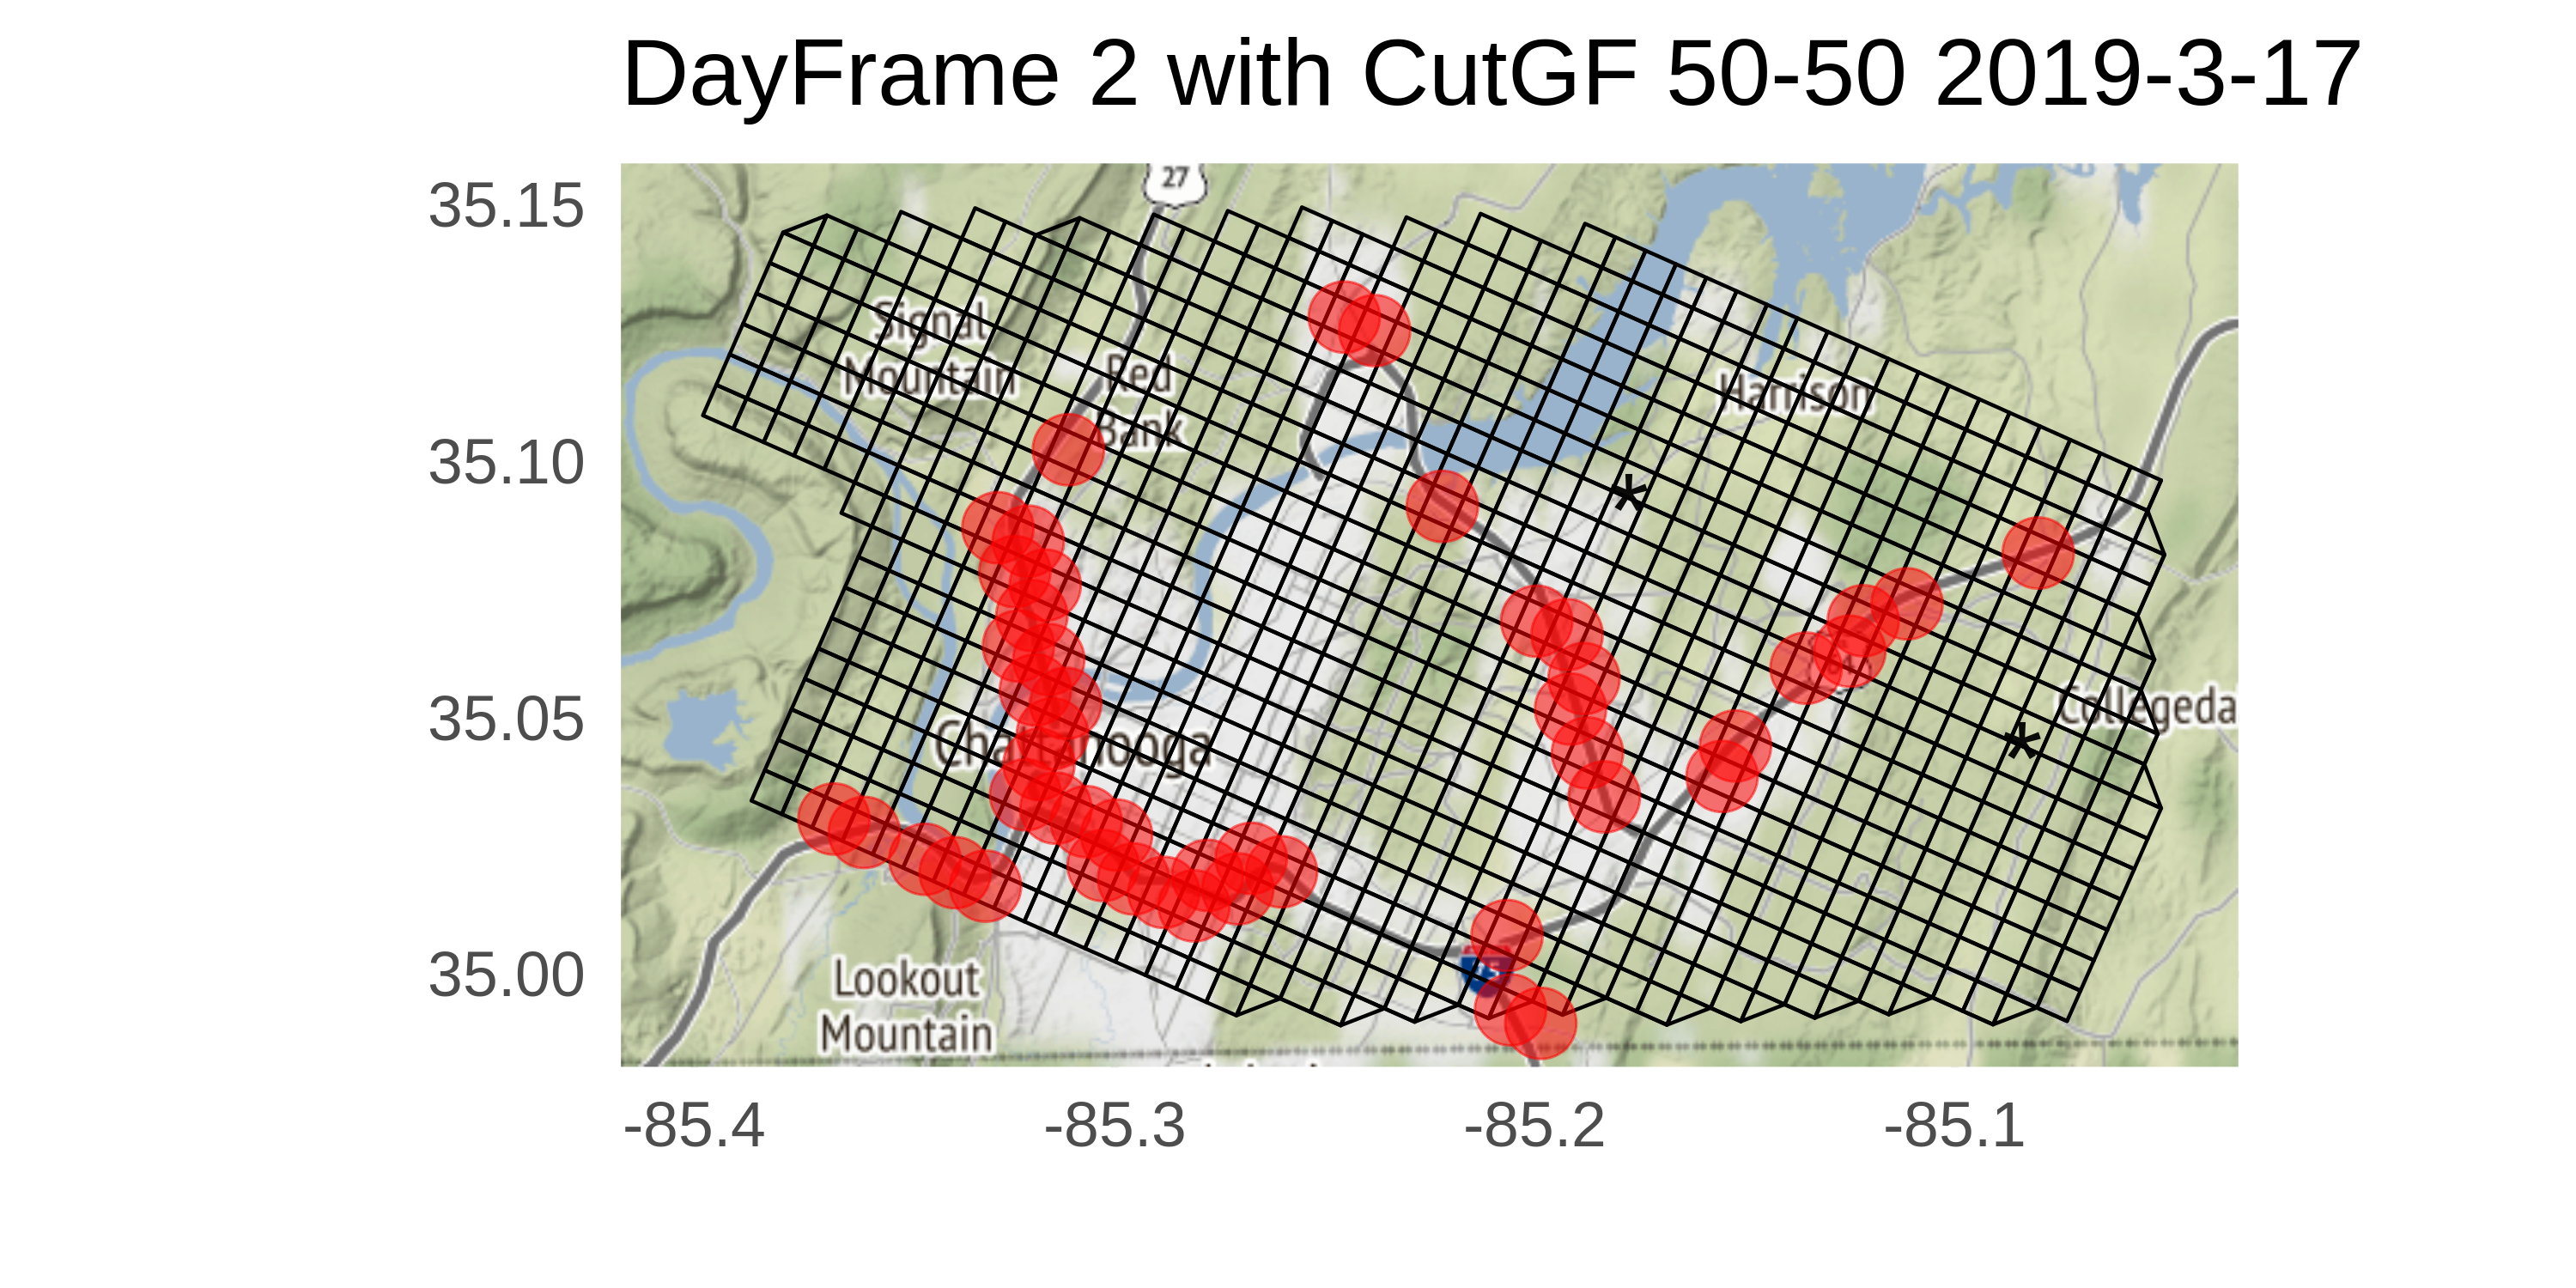 DayFrame 2 with CutGF 50-50 2019-3-17
35.15
35.10
35.05
35.00
27
Signal
Mountain
Red
Bank
Harrison
*
Chattanooga
Collegeda
*
Lookout
Mountain
-85.4
-85.3
-85.2
-85.1